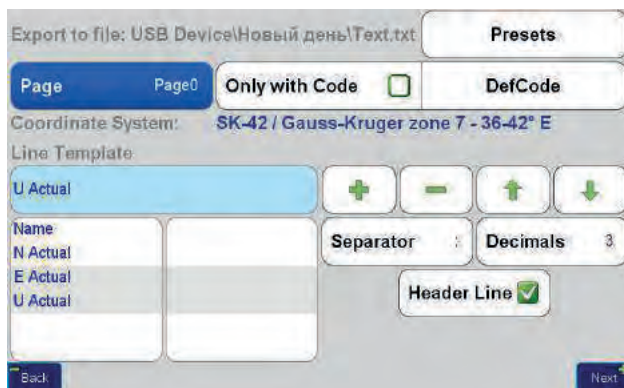 Export to file: USB Device\Новый день\Text.txt
Presets
Page Page0
Only with Code
DefCode
Coordinate System: SK-42 / Gauss-Kruger zone 7 - 36-42° E
Line Template
U Actual
Name
N Actual
E Actual
U Actual
Separator
Decimals 3
Header Line
Back
Next